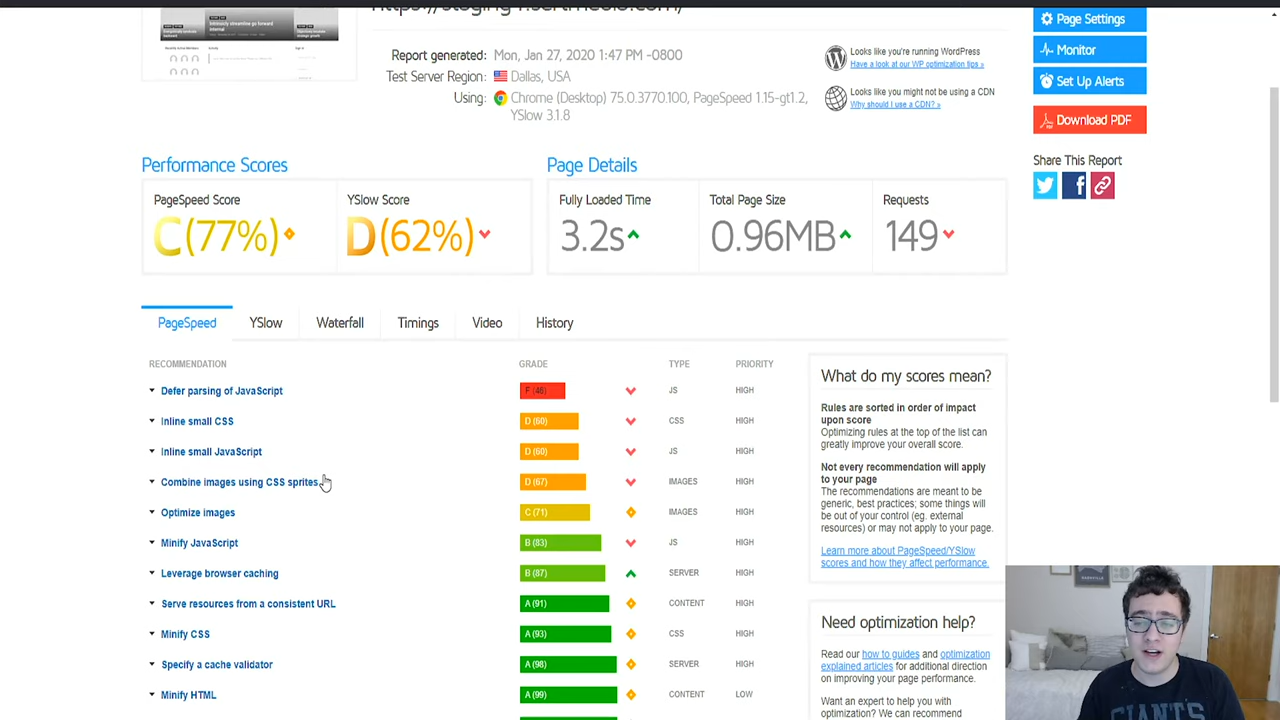 Report generated: Mon, Jan 27, 2020 1:47 PM -0800
Test Server Region: Dallas, USA
Using: Chrome (Desktop) 75.0.3770.100, PageSpeed 1.15-gt1.2,
YSlow 3.1.8
Looks like you're running WordPress
Have a look at our WP optimization tips »
Looks like you might not be using a CDN
Why should I use a CDN? »
Page Settings
Monitor
Set Up Alerts
Download PDF
Share This Report
Performance Scores
PageSpeed Score
C(77%)
YSlow Score
D(62%)
Page Details
Fully Loaded Time
3.2s
Total Page Size
0.96MB
Requests
149
PageSpeed YSlow Waterfall Timings Video History
RECOMMENDATION GRADE TYPE PRIORITY
Defer parsing of JavaScript F (46) JS HIGH
Inline small CSS D (60) CSS HIGH
Inline small JavaScript D (60) JS HIGH
Combine images using CSS sprites D (67) IMAGES HIGH
Optimize images C (71) IMAGES HIGH
Minify JavaScript B (83) JS HIGH
Leverage browser caching B (87) SERVER HIGH
Serve resources from a consistent URL A (91) CONTENT HIGH
Minify CSS A (93) CSS HIGH
Specify a cache validator A (98) SERVER HIGH
Minify HTML A (99) CONTENT LOW
What do my scores mean?
Rules are sorted in order of impact
upon score
Optimizing rules at the top of the list can
greatly improve your overall score.
Not every recommendation will apply
to your page
The recommendations are meant to be
generic, best practices; some things will
be out of your control (eg. external
resources) or may not apply to your page.
Learn more about PageSpeed/YSlow
scores and how they affect performance.
Need optimization help?
Read our how to guides and optimization
explained articles for additional direction
on improving your page performance.
Want an expert to help you with
optimization? We can recommend
GIANTS